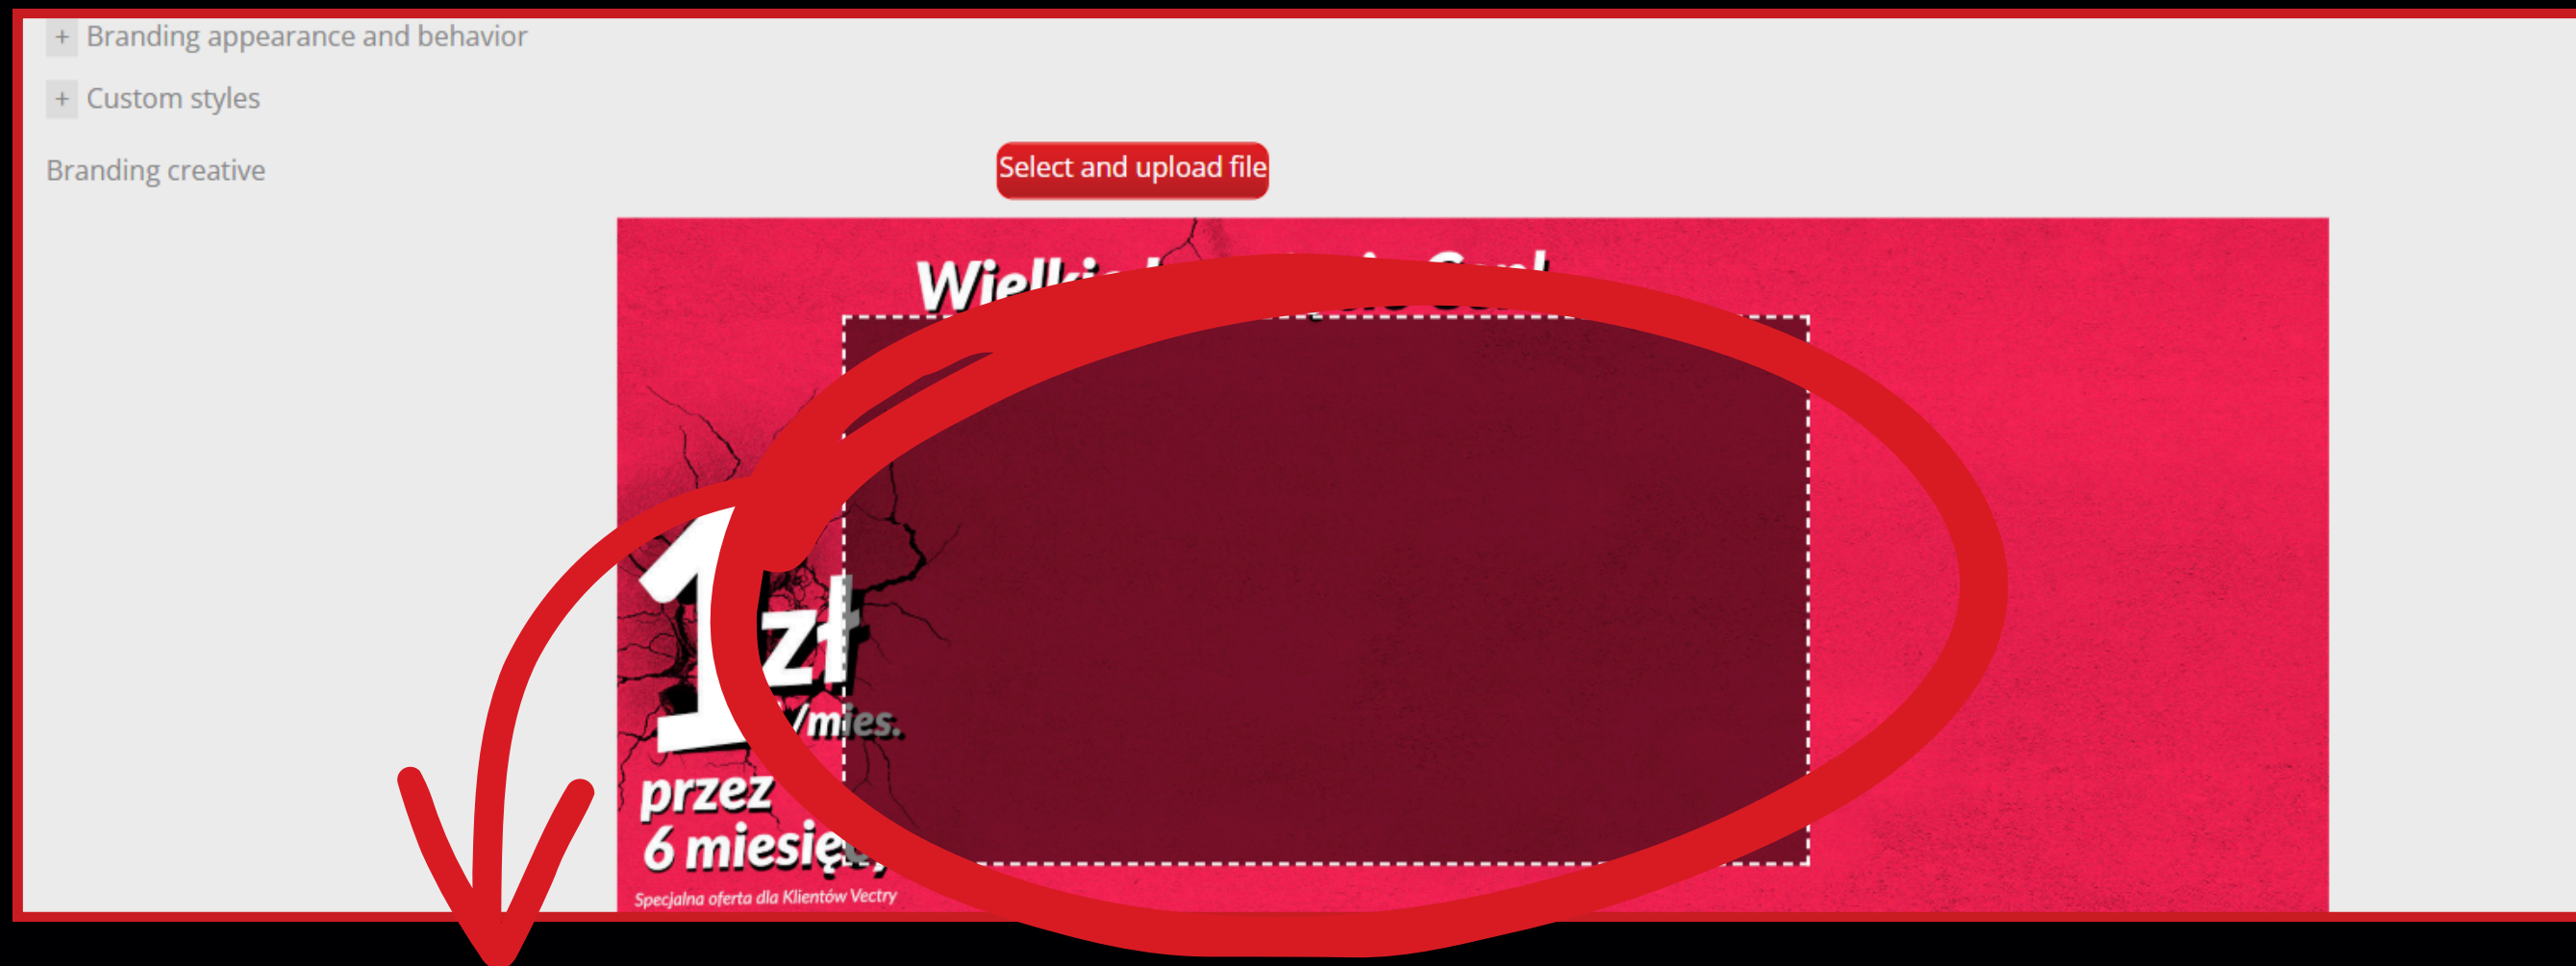 + Branding appearance and behavior
+ Custom styles
Branding creative
Select and upload file
1 zł
/mies.
przez
6
Specjalna oferta dla Klientów Vectry